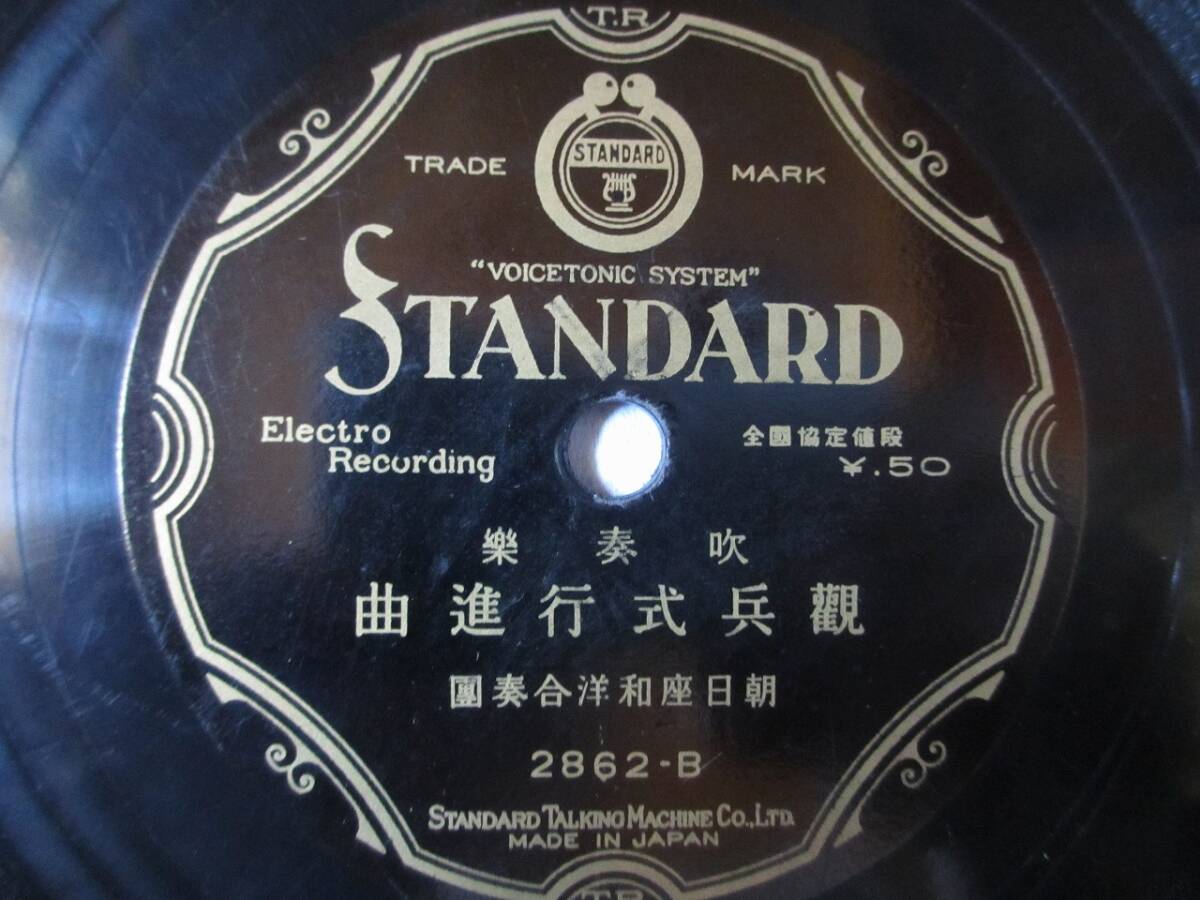 T.R
STANDARD
TRADE MARK
"VOICETONIC SYSTEM"
STANDARD
Electro
Recording
全國協定値段
¥.50
吹奏樂
觀兵式行進曲
朝日座和洋合奏團
2862-B
STANDARD TALKING MACHINE CO., LTD.
MADE IN JAPAN
T.R